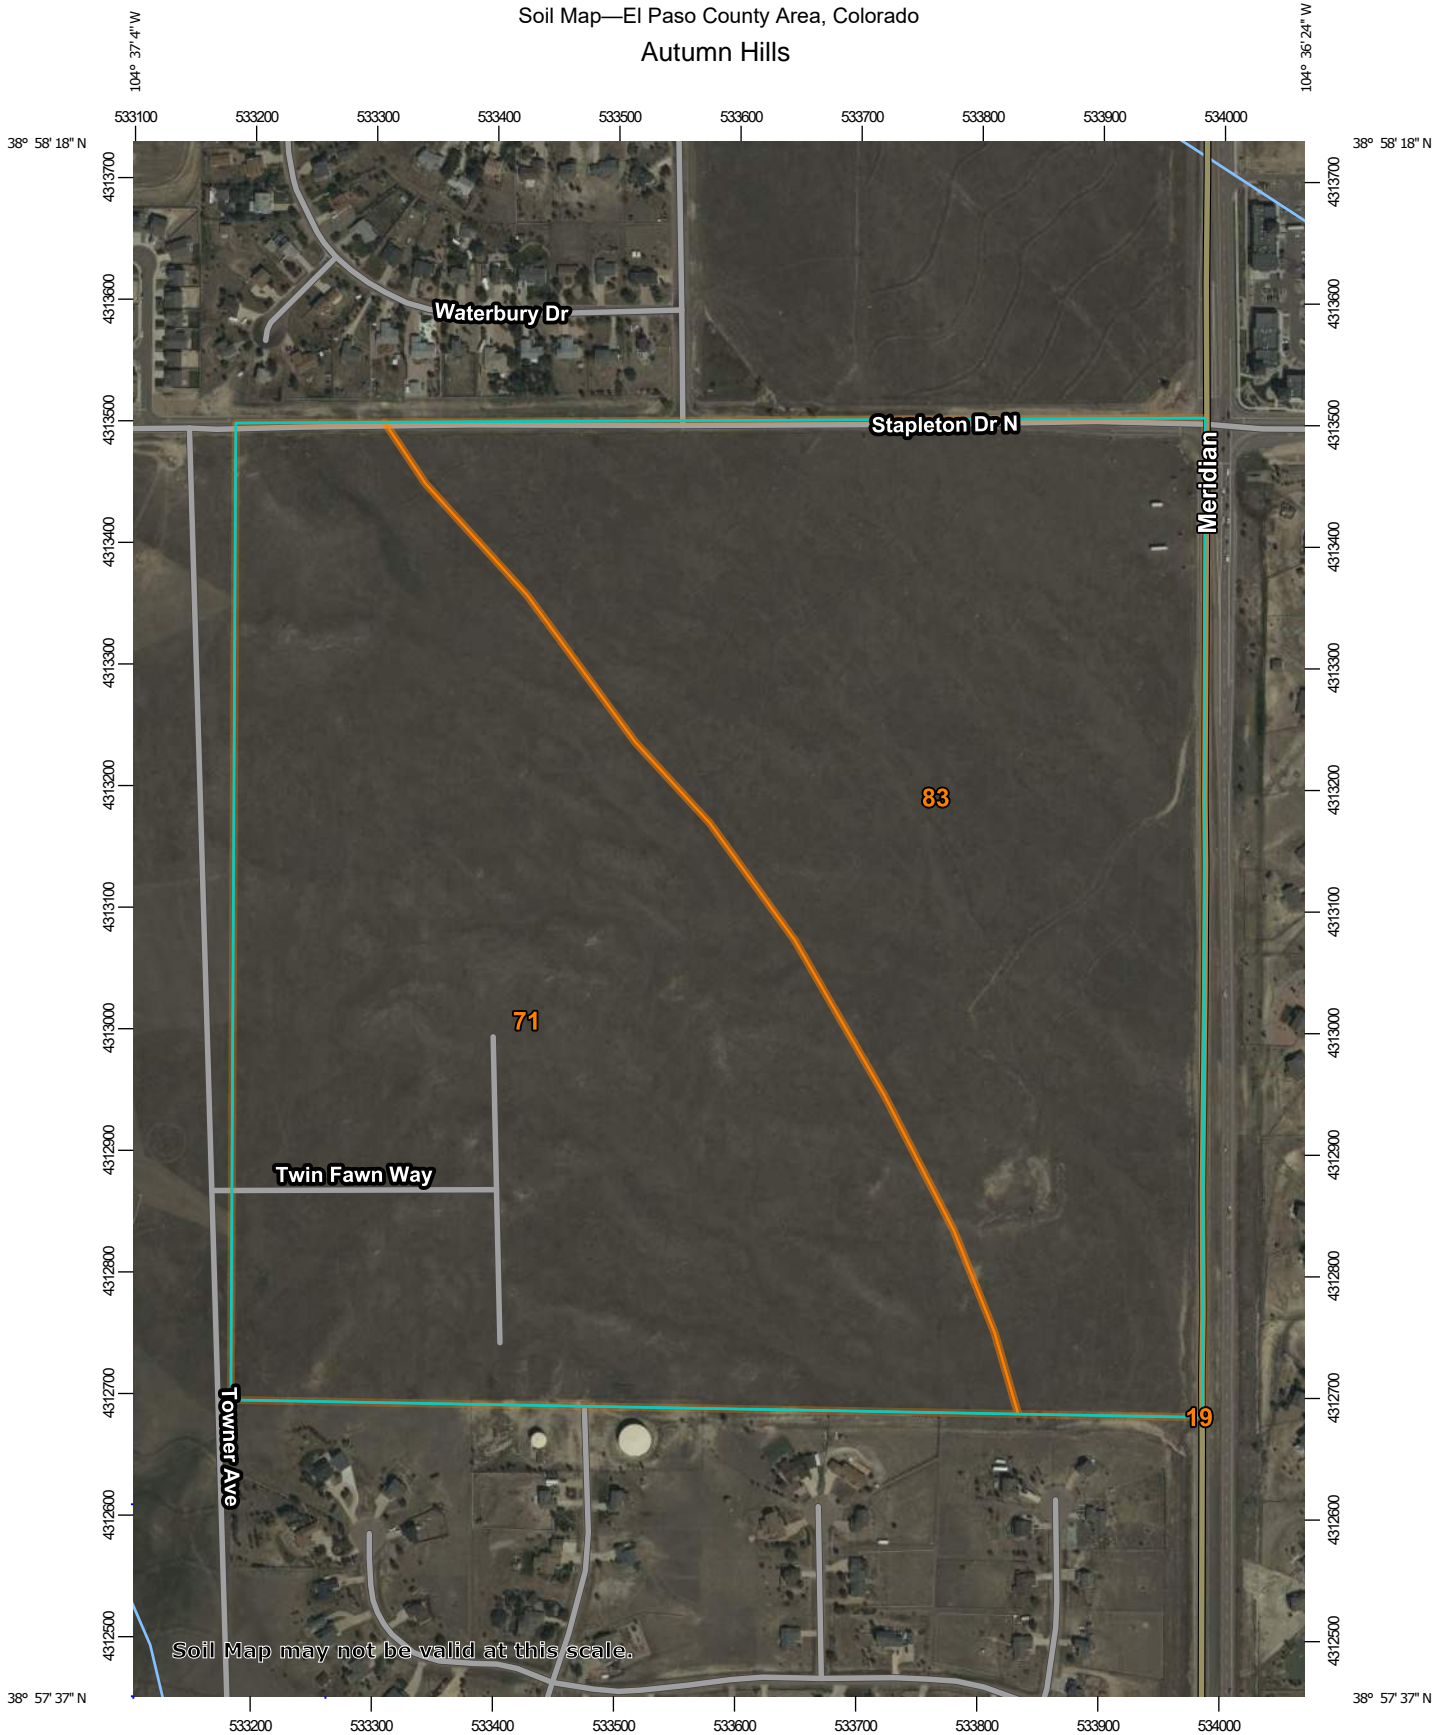 Soil Map—El Paso County Area, Colorado
Autumn Hills
104° 37' 4'' W
104° 36' 24'' W
533100 533200 533300 533400 533500 533600 533700 533800 533900 534000
38° 58' 18'' N
38° 58' 18'' N
4313700
4313700
4313600
4313600
Waterbury Dr
4313500
4313500
Stapleton Dr N
Meridian
4313400
4313400
4313300
4313300
4313200
4313200
83
4313100
4313100
4313000
4313000
71
4312900
4312900
Twin Fawn Way
4312800
4312800
4312700
4312700
Towner Ave
19
4312600
4312600
4312500
4312500
Soil Map may not be valid at this scale.
38° 57' 37'' N
38° 57' 37'' N
533200 533300 533400 533500 533600 533700 533800 533900 534000